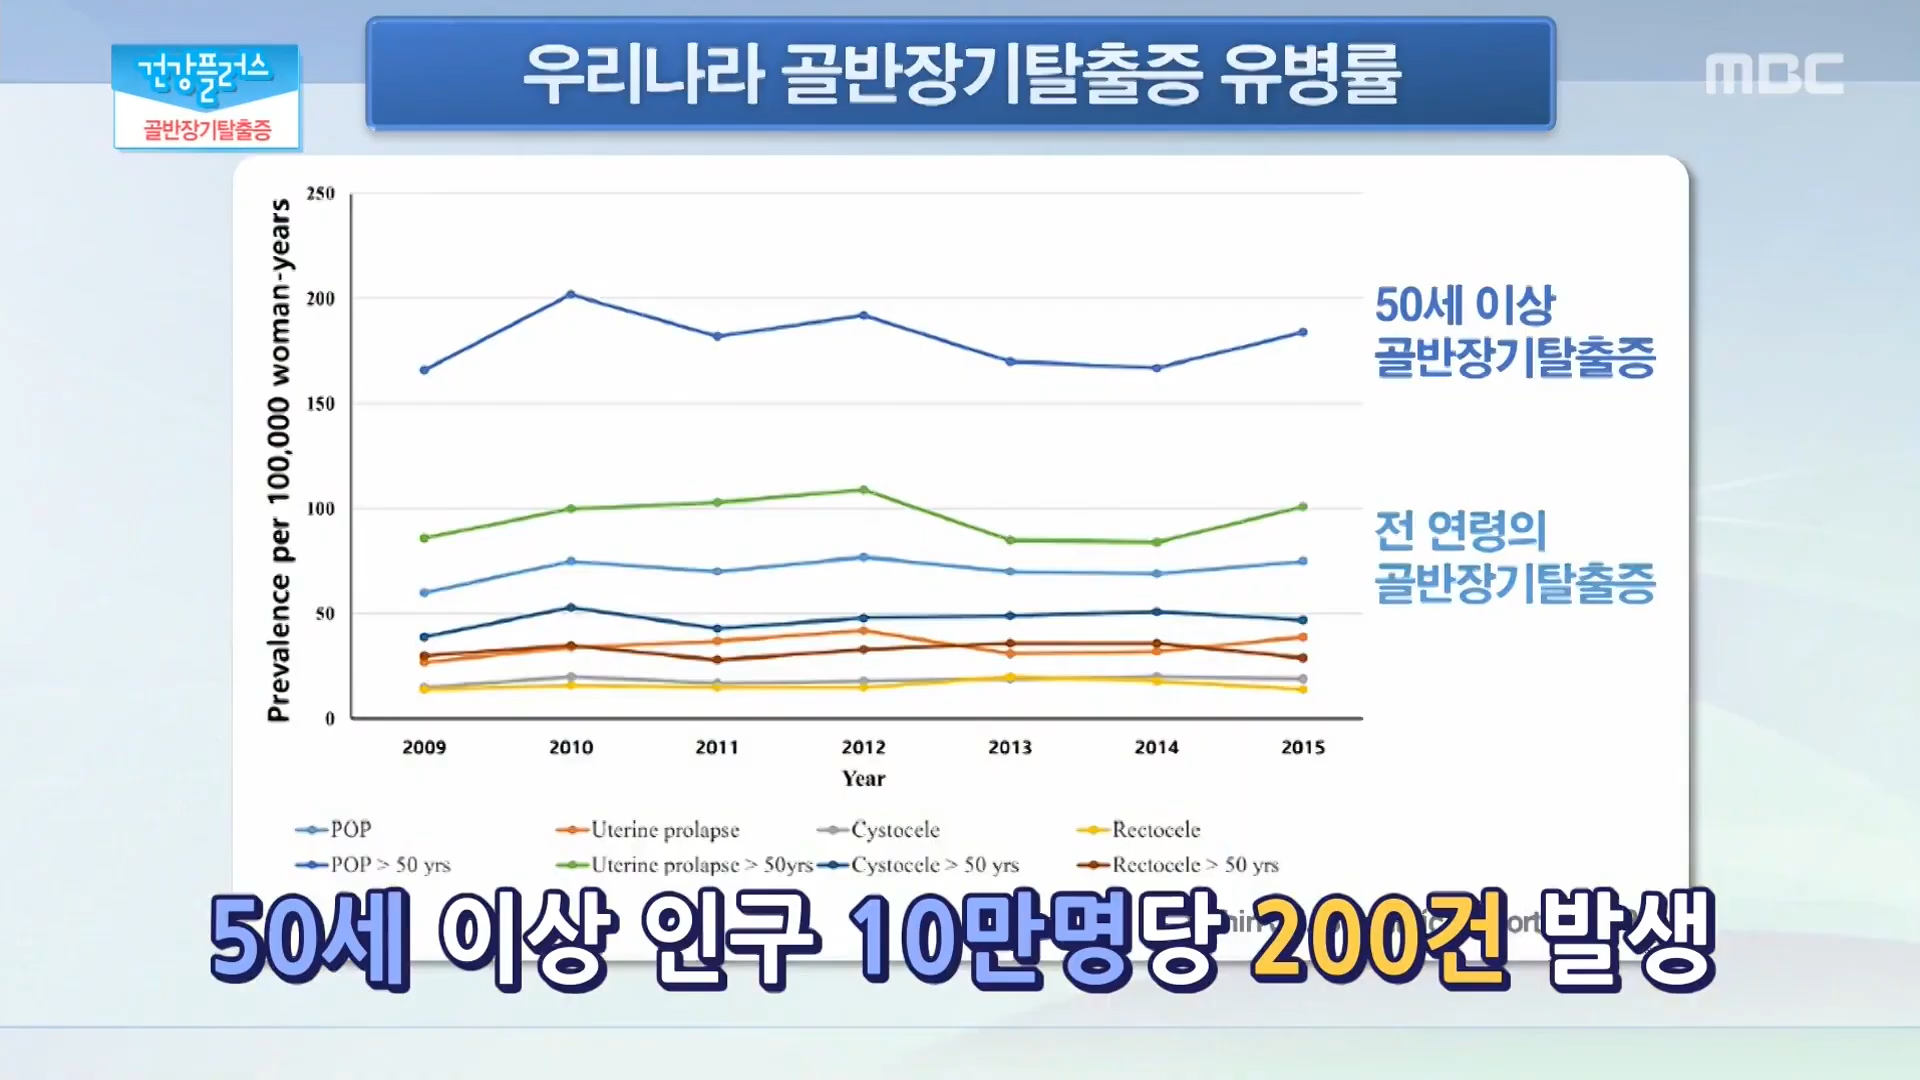 우리나라 골반장기탈출증 유병률
건강플러스
골반장기탈출증
MBC
Prevalence per 100,000 woman-years
250
200
150
100
50
0
50세 이상
골반장기탈출증
전 연령의
골반장기탈출증
2009 2010 2011 2012 2013 2014 2015
Year
POP Uterine prolapse Cystocele Rectocele
POP > 50 yrs Uterine prolapse > 50yrs Cystocele > 50 yrs Rectocele > 50 yrs
50세 이상 인구 10만명당 200건 발생